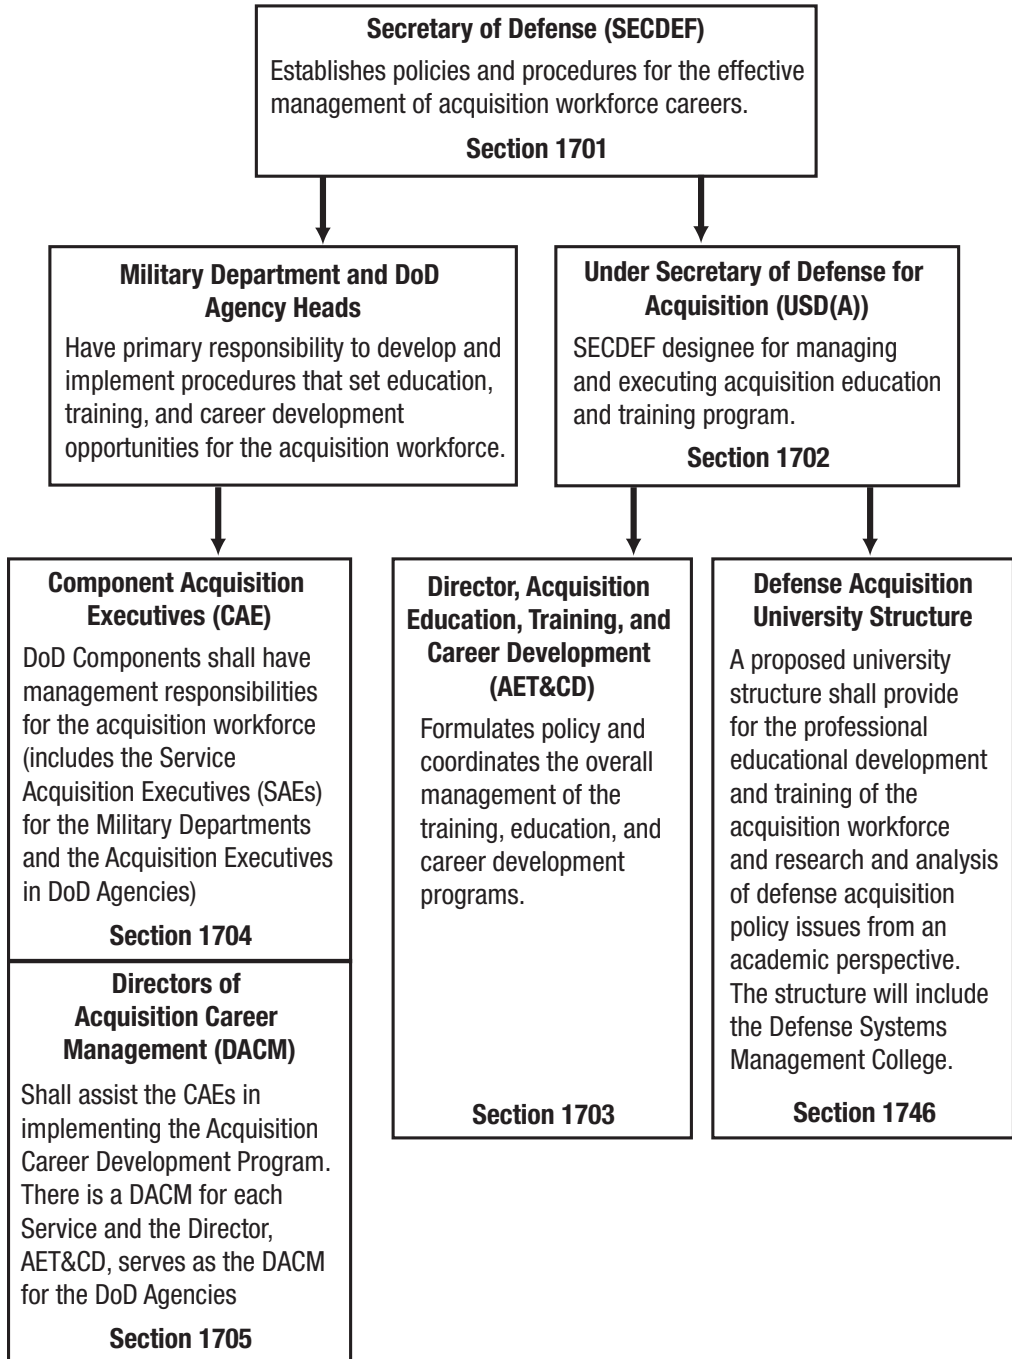 Secretary of Defense (SECDEF)
Establishes policies and procedures for the effective
management of acquisition workforce careers.
Section 1701
Military Department and DoD
Agency Heads
Have primary responsibility to develop and
implement procedures that set education,
training, and career development
opportunities for the acquisition workforce.
Under Secretary of Defense for
Acquisition (USD(A))
SECDEF designee for managing
and executing acquisition education
and training program.
Section 1702
Component Acquisition
Executives (CAE)
DoD Components shall have
management responsibilities
for the acquisition workforce
(includes the Service
Acquisition Executives (SAEs)
for the Military Departments
and the Acquisition Executives
in DoD Agencies)
Section 1704
Directors of
Acquisition Career
Management (DACM)
Shall assist the CAEs in
implementing the Acquisition
Career Development Program.
There is a DACM for each
Service and the Director,
AET&CD, serves as the DACM
for the DoD Agencies
Section 1705
Director, Acquisition
Education, Training, and
Career Development
(AET&CD)
Formulates policy and
coordinates the overall
management of the
training, education, and
career development
programs.
Section 1703
Defense Acquisition
University Structure
A proposed university
structure shall provide
for the professional
educational development
and training of the
acquisition workforce
and research and analysis
of defense acquisition
policy issues from an
academic perspective.
The structure will include
the Defense Systems
Management College.
Section 1746